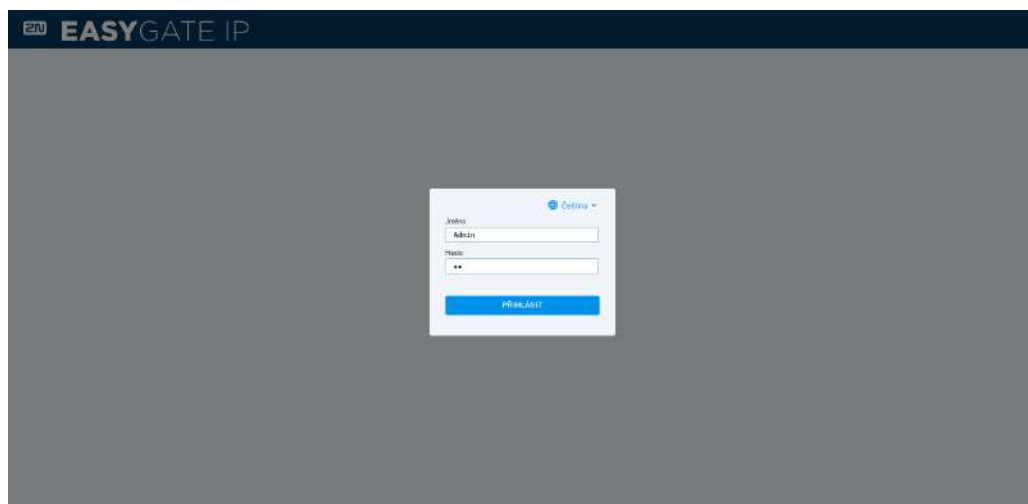 2N EASYGATE IP
Čeština
Jméno
Admin
Heslo
••
PŘIHLÁSIT